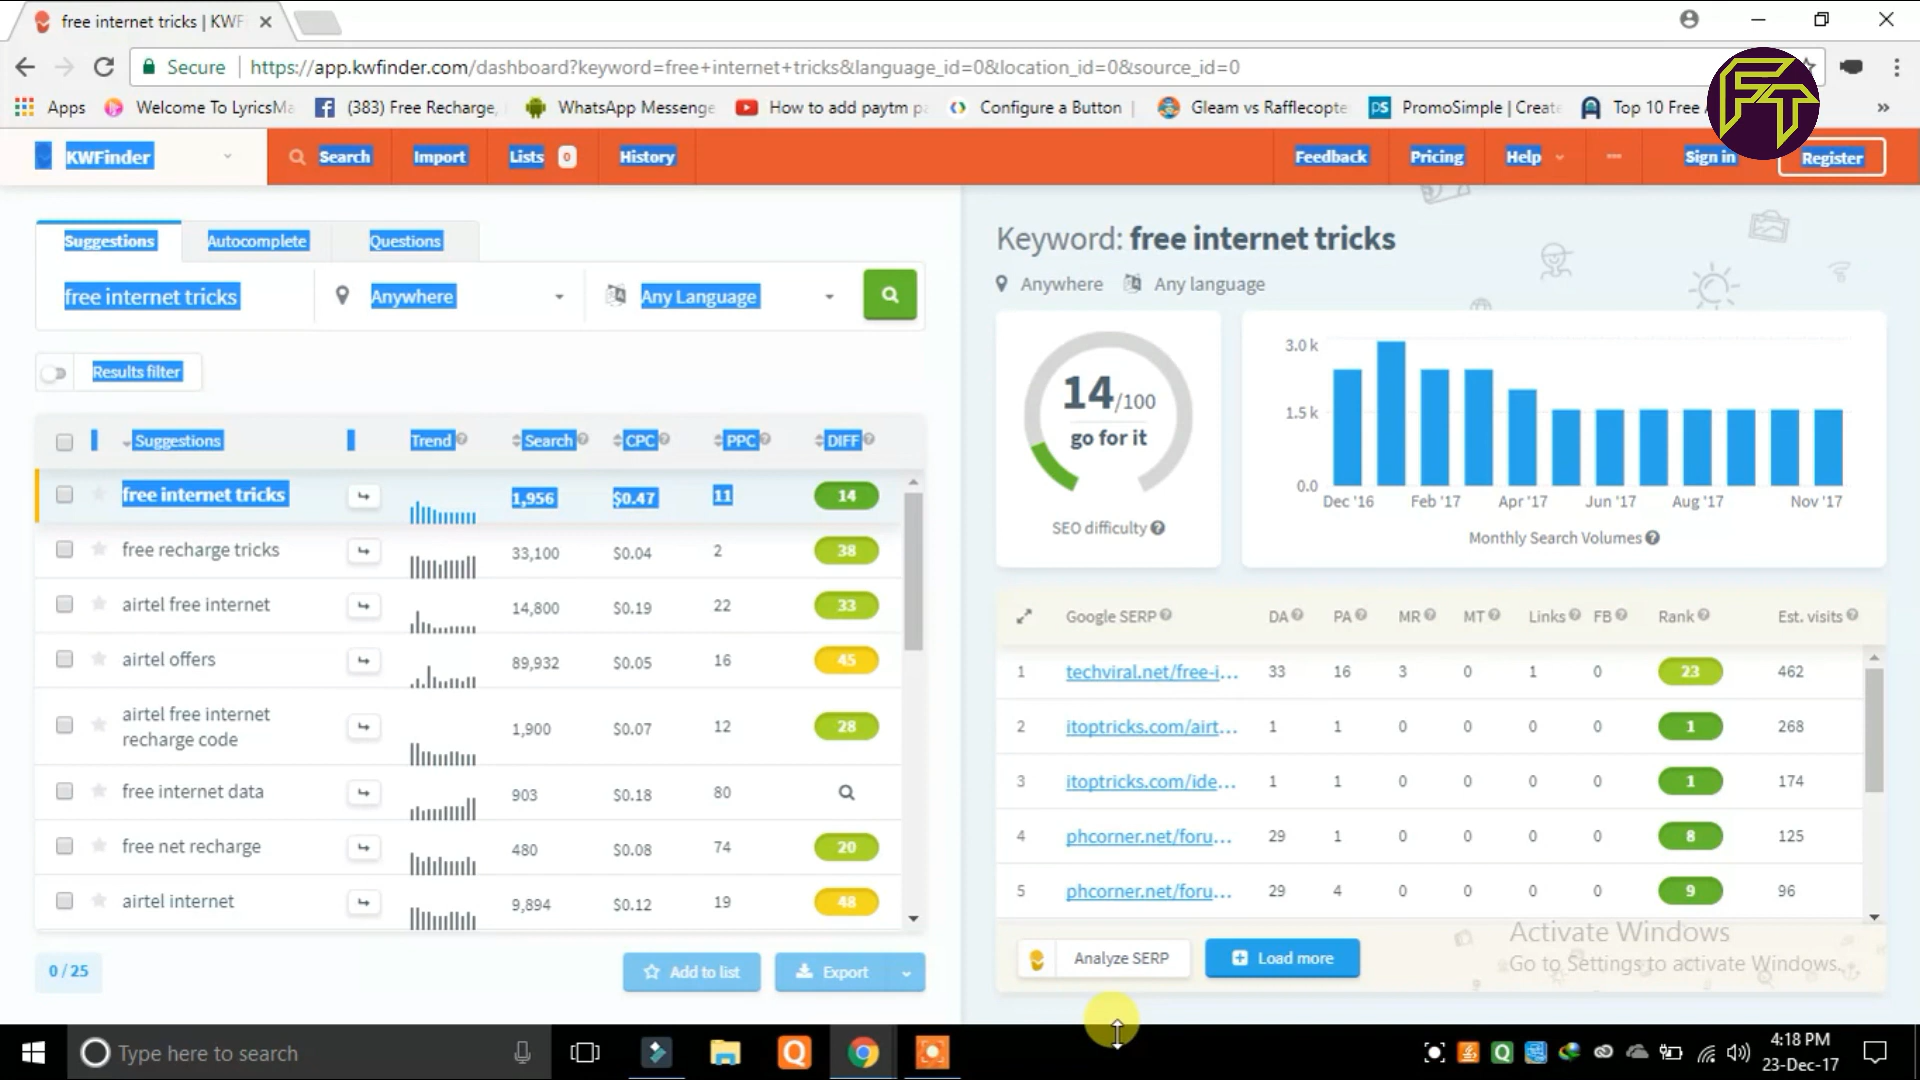 free internet tricks | KWF
Secure
https://app.kwfinder.com/dashboard?keyword=free+internet+tricks&language_id=0&location_id=0&source_id=0
Apps
Welcome To LyricsMa
(383) Free Recharge,
WhatsApp Messenge
How to add paytm p
Configure a Button |
Gleam vs Rafflecopte
PS
PromoSimple | Create
Top 10 Free
»
FT
KWFinder
Search
Import
Lists 0
History
Feedback
Pricing
Help
Sign in
Register
Suggestions
Autocomplete
Questions
free internet tricks
Anywhere
Any Language
Results filter
Suggestions Trend Search CPC PPC DIFF
free internet tricks 1,956 $0.47 11 14
free recharge tricks 33,100 $0.04 2 38
airtel free internet 14,800 $0.19 22 33
airtel offers 89,932 $0.05 16 45
airtel free internet
recharge code 1,900 $0.07 12 28
free internet data 903 $0.18 80
free net recharge 480 $0.08 74 20
airtel internet 9,894 $0.12 19 48
0 / 25
Add to list
Export
Keyword: free internet tricks
Anywhere Any language
14/100
go for it
SEO difficulty
3.0 k
1.5 k
0.0
Dec '16 Feb '17 Apr '17 Jun '17 Aug '17 Nov '17
Monthly Search Volumes
Google SERP DA PA MR MT Links FB Rank Est. visits
1 techviral.net/free-i... 33 16 3 0 1 0 23 462
2 itoptricks.com/airt... 1 1 0 0 0 0 1 268
3 itoptricks.com/ide... 1 1 0 0 0 0 1 174
4 phcorner.net/foru... 29 1 0 0 0 0 8 125
5 phcorner.net/foru... 29 4 0 0 0 0 9 96
Analyze SERP
Load more
Activate Windows
Go to Settings to activate Windows.
Type here to search
4:18 PM
23-Dec-17